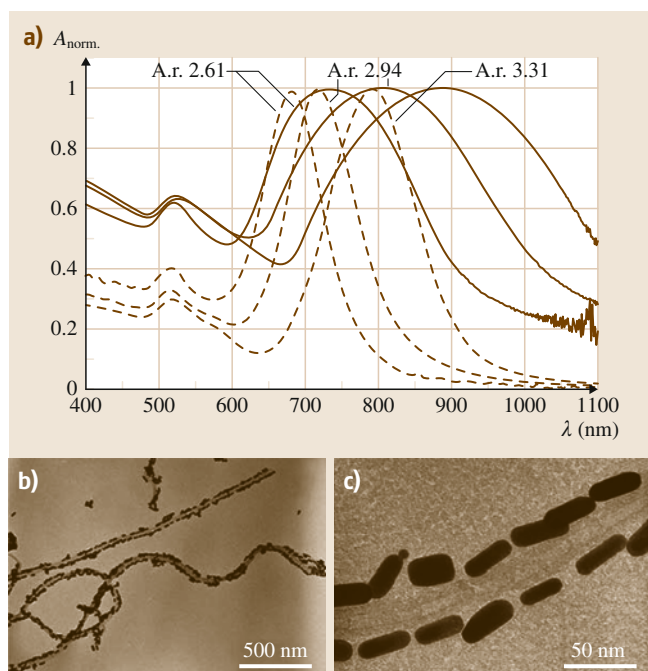 a)
A norm.
A.r. 2.61
A.r. 2.94
A.r. 3.31
1
0.8
0.6
0.4
0.2
0
400 500 600 700 800 900 1000 1100
λ (nm)
b)
500 nm
c)
50 nm